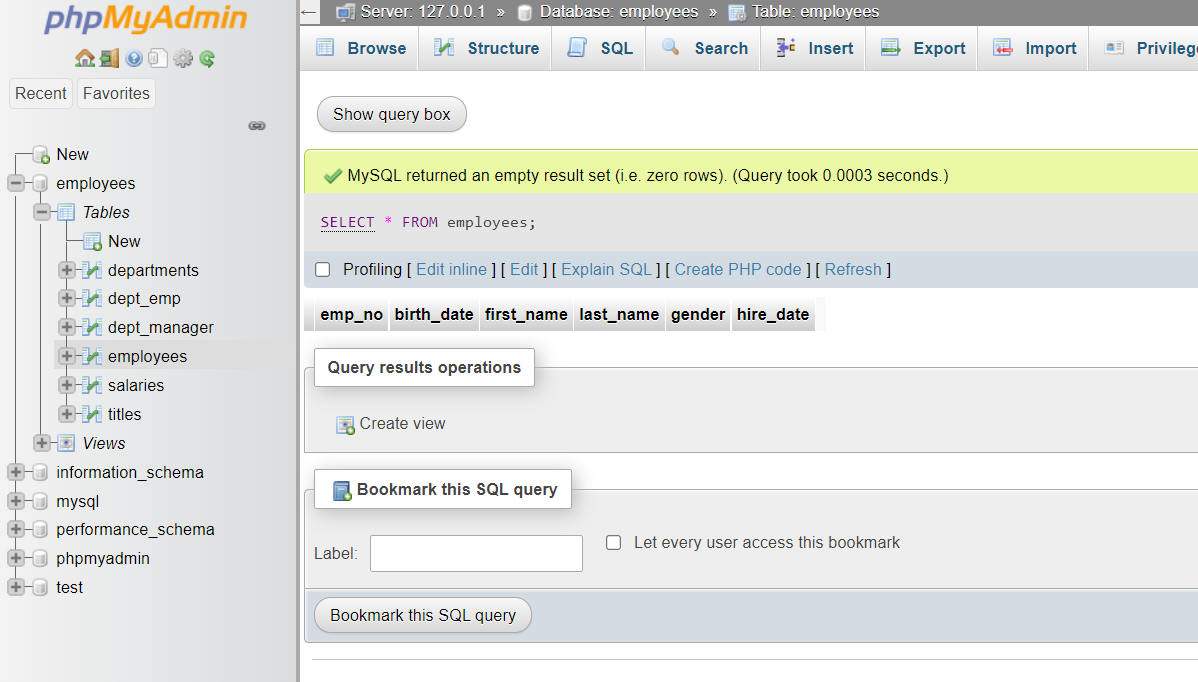 phpMyAdmin
Recent Favorites
New
employees
Tables
New
departments
dept_emp
dept_manager
employees
salaries
titles
Views
information_schema
mysql
performance_schema
phpmyadmin
test
Server: 127.0.0.1 » Database: employees » Table: employees
Browse Structure SQL Search Insert Export Import Privileg
Show query box
MySQL returned an empty result set (i.e. zero rows). (Query took 0.0003 seconds.)
SELECT * FROM employees;
Profiling [ Edit inline ] [ Edit ] [ Explain SQL ] [ Create PHP code ] [ Refresh ]
emp_no birth_date first_name last_name gender hire_date
Query results operations
Create view
Bookmark this SQL query
Label: Let every user access this bookmark
Bookmark this SQL query